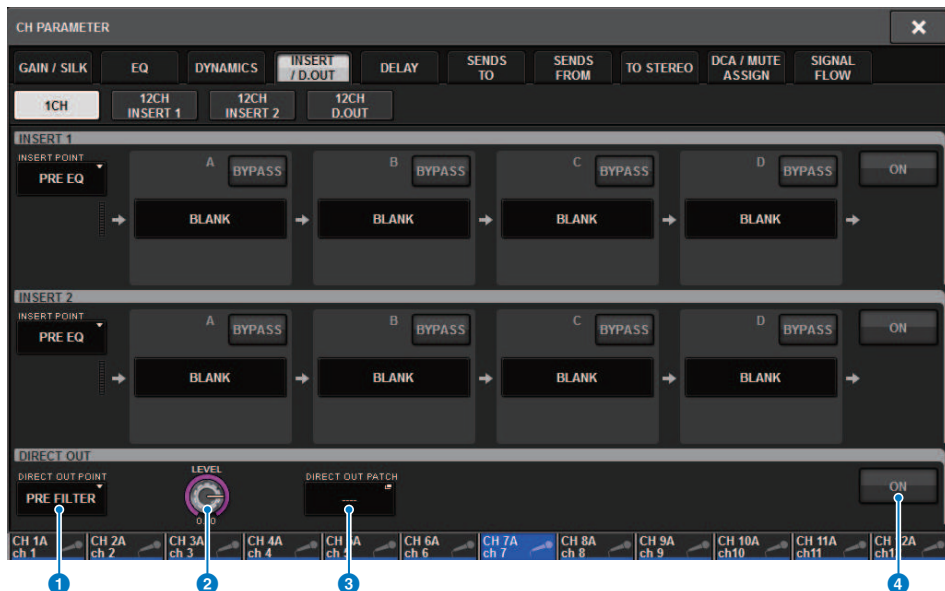 CH PARAMETER
GAIN / SILK
EQ
DYNAMICS
INSERT
/ D.OUT
DELAY
SENDS
TO
SENDS
FROM
TO STEREO
DCA / MUTE
ASSIGN
SIGNAL
FLOW
1CH
12CH
INSERT 1
12CH
INSERT 2
12CH
D.OUT
INSERT 1
INSERT POINT
PRE EQ
A
BYPASS
BLANK
B
BYPASS
BLANK
C
BYPASS
BLANK
D
BYPASS
BLANK
ON
INSERT 2
INSERT POINT
PRE EQ
A
BYPASS
BLANK
B
BYPASS
BLANK
C
BYPASS
BLANK
D
BYPASS
BLANK
ON
DIRECT OUT
DIRECT OUT POINT
PRE FILTER
LEVEL
DIRECT OUT PATCH
----
ON
CH 1A
ch 1
CH 2A
ch 2
CH 3A
ch 3
CH 4A
ch 4
CH
ch
CH 6A
ch 6
CH 7A
ch 7
CH 8A
ch 8
CH 9A
ch 9
CH 10A
ch10
CH 11A
ch11
CH
1
2
3
4